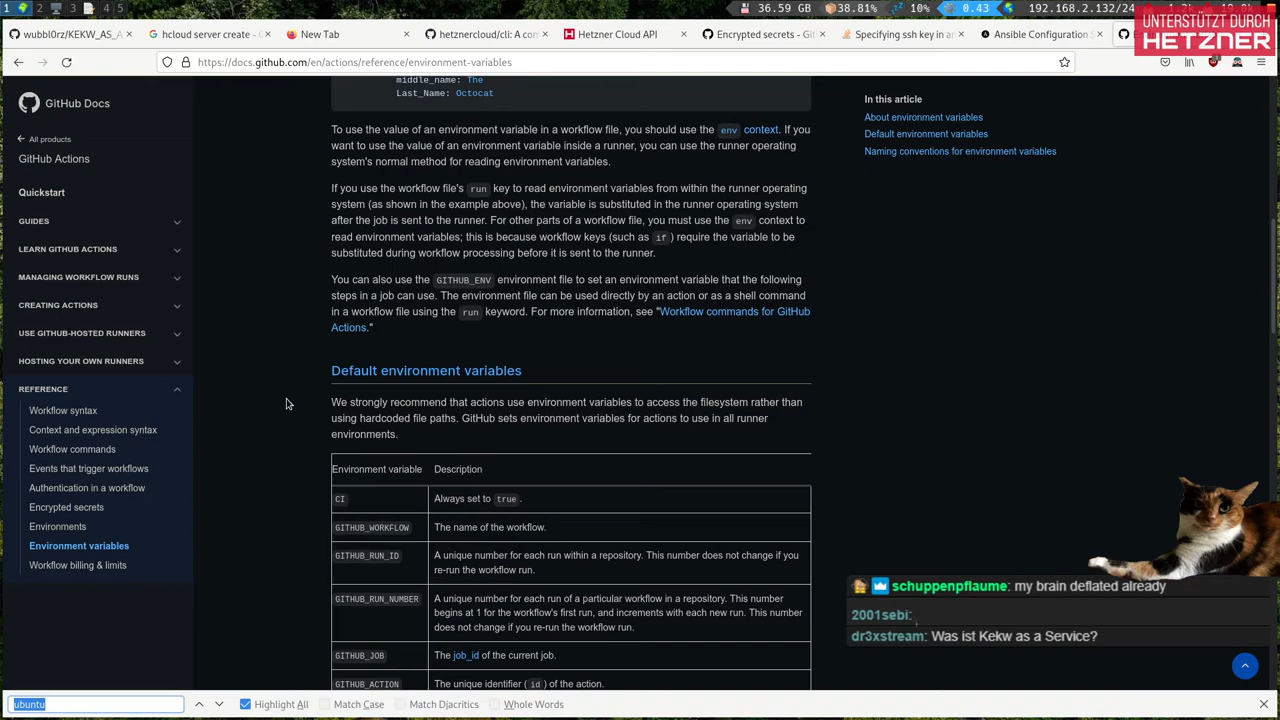 1 2 3 4 5 36.59 GB 38.81% 10% 0.43 192.168.2.132/24 1.2k 19.0k
UNTERSTÜTZT DURCH
HETZNER
wubbl0rz/KEKW_AS_A hcloud server create - G New Tab hetznercloud/cli: A com Hetzner Cloud API Encrypted secrets - Git Specifying ssh key in an Ansible Configuration S
https://docs.github.com/en/actions/reference/environment-variables
GitHub Docs
All products
GitHub Actions
Quickstart
GUIDES
LEARN GITHUB ACTIONS
MANAGING WORKFLOW RUNS
CREATING ACTIONS
USE GITHUB-HOSTED RUNNERS
HOSTING YOUR OWN RUNNERS
REFERENCE
Workflow syntax
Context and expression syntax
Workflow commands
Events that trigger workflows
Authentication in a workflow
Encrypted secrets
Environments
Environment variables
Workflow billing & limits
middle_name: The
Last_Name: Octocat
To use the value of an environment variable in a workflow file, you should use the env context. If you
want to use the value of an environment variable inside a runner, you can use the runner operating
system's normal method for reading environment variables.
If you use the workflow file's run key to read environment variables from within the runner operating
system (as shown in the example above), the variable is substituted in the runner operating system
after the job is sent to the runner. For other parts of a workflow file, you must use the env context to
read environment variables; this is because workflow keys (such as if) require the variable to be
substituted during workflow processing before it is sent to the runner.
You can also use the GITHUB_ENV environment file to set an environment variable that the following
steps in a job can use. The environment file can be used directly by an action or as a shell command
in a workflow file using the run keyword. For more information, see "Workflow commands for GitHub
Actions."
Default environment variables
We strongly recommend that actions use environment variables to access the filesystem rather than
using hardcoded file paths. GitHub sets environment variables for actions to use in all runner
environments.
Environment variable Description
CI Always set to true.
GITHUB_WORKFLOW The name of the workflow.
GITHUB_RUN_ID A unique number for each run within a repository. This number does not change if you
re-run the workflow run.
GITHUB_RUN_NUMBER A unique number for each run of a particular workflow in a repository. This number
begins at 1 for the workflow's first run, and increments with each new run. This number
does not change if you re-run the workflow run.
GITHUB_JOB The job_id of the current job.
GITHUB_ACTION The unique identifier (id) of the action.
In this article
About environment variables
Default environment variables
Naming conventions for environment variables
schuppenpflaume: my brain deflated already
2001sebi: ,
dr3xstream: Was ist Kekw as a Service?
ubuntu Highlight All Match Case Match Diacritics Whole Words